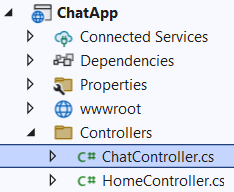 ChatApp
Connected Services
Dependencies
Properties
wwwroot
Controllers
C# ChatController.cs
C# HomeController.cs